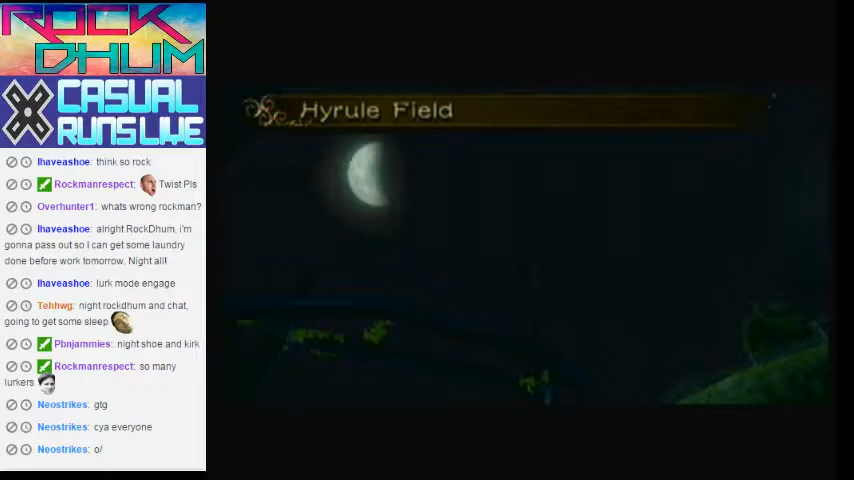 ROCK
DHUM
CASUAL
RUNS LIVE
Ihaveashoe: think so rock
Rockmanrespect: Twist Pls
Overhunter1: whats wrong rockman?
Ihaveashoe: alright RockDhum, i'm
gonna pass out so I can get some laundry
done before work tomorrow. Night all!
Ihaveashoe: lurk mode engage
Tehhwg: night rockdhum and chat,
going to get some sleep
Pbnjammies: night shoe and kirk
Rockmanrespect: so many
lurkers
Neostrikes: gtg
Neostrikes: cya everyone
Neostrikes: o/
Hyrule Field